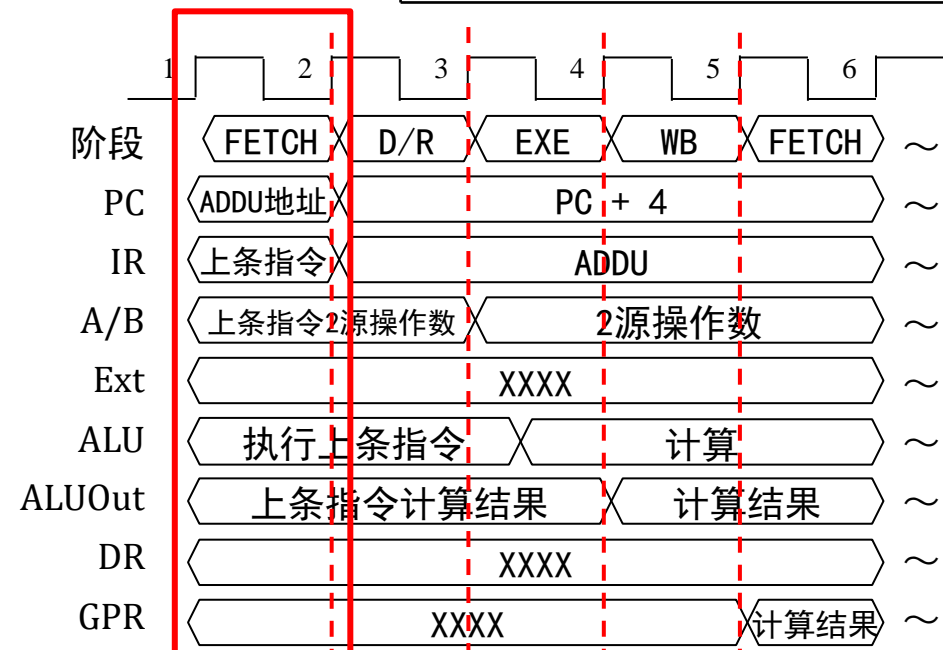 1 2 3 4 5 6
阶段 FETCH D/R EXE WB FETCH ~
PC ADDU地址 PC + 4 ~
IR 上条指令 ADDU ~
A/B 上条指令2源操作数 2源操作数 ~
Ext XXXX ~
ALU 执行上条指令 计算 ~
ALUOut 上条指令计算结果 计算结果 ~
DR XXXX ~
GPR XXXX 计算结果 ~